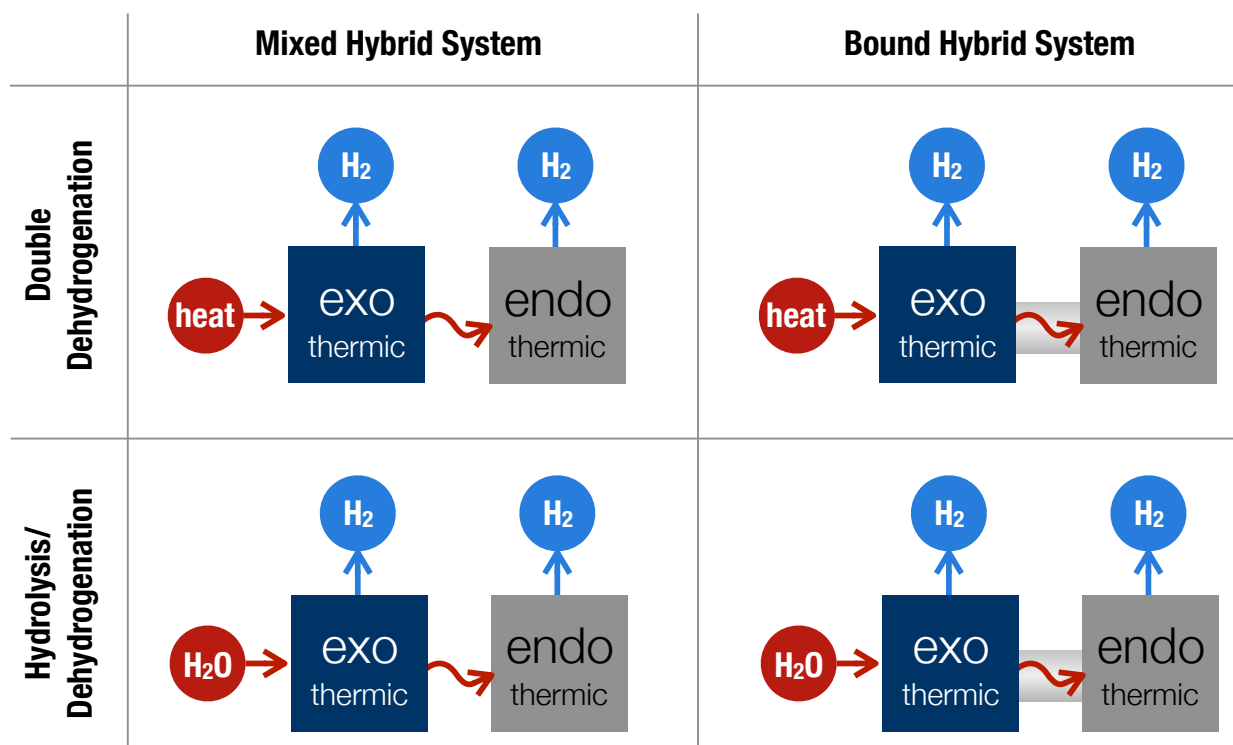 Mixed Hybrid System
Bound Hybrid System
Double
Dehydrogenation
H₂
H₂
heat
exo
thermic
endo
thermic
H₂
H₂
heat
exo
thermic
endo
thermic
Hydrolysis/
Dehydrogenation
H₂
H₂
H₂O
exo
thermic
endo
thermic
H₂
H₂
H₂O
exo
thermic
endo
thermic